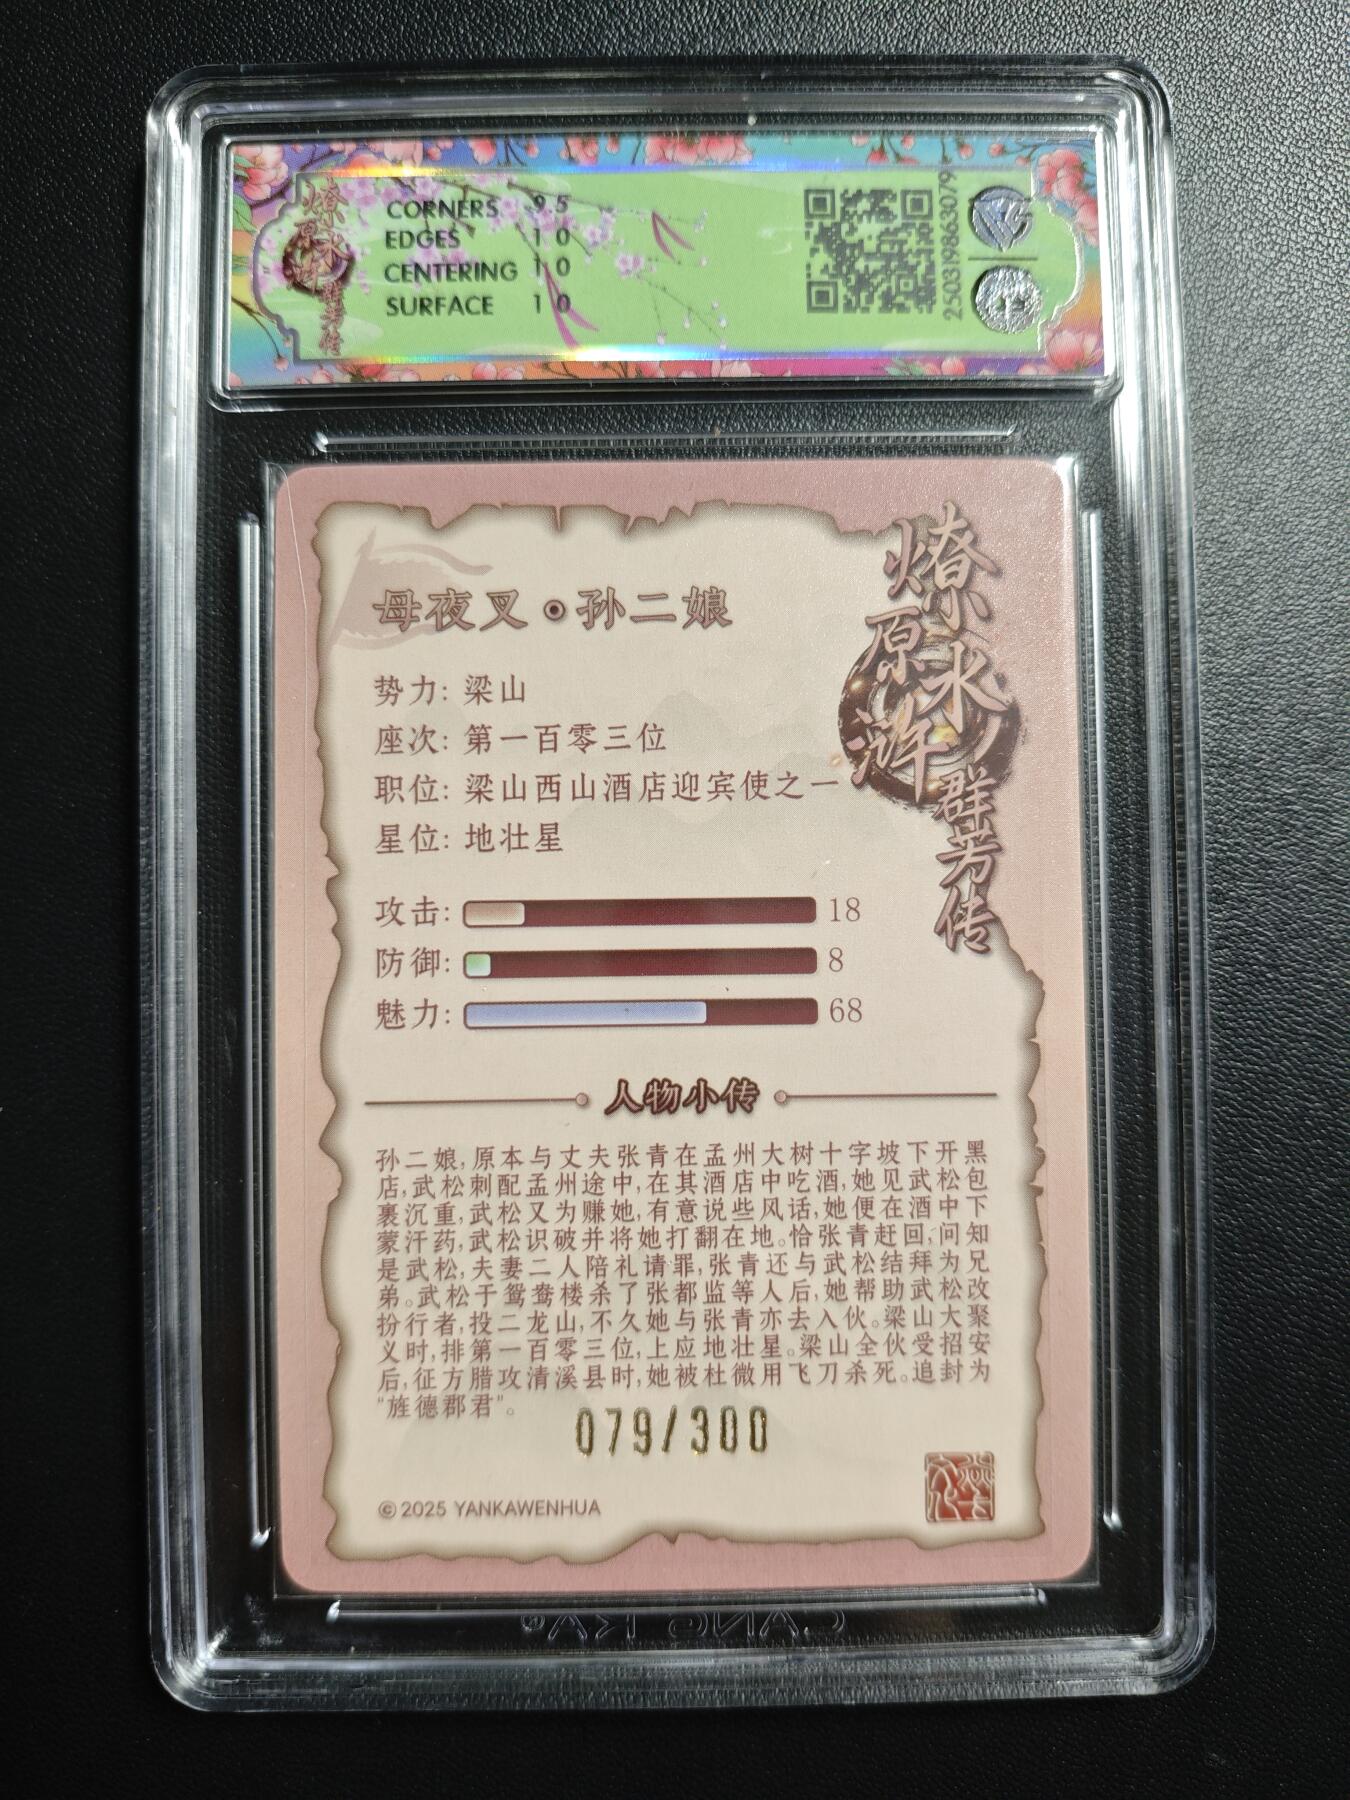 燎原水浒群芳传
CORNERS 9.5
EDGES 10
CENTERING 10
SURFACE 10
250319863079
母夜叉·孙二娘
燎原水浒群芳传
势力: 梁山
座次: 第一百零三位
职位: 梁山西山酒店迎宾使之一
星位: 地壮星
攻击: 18
防御: 8
魅力: 68
人物小传
孙二娘,原本与丈夫张青在孟州大树十字坡下开黑
店,武松刺配孟州途中,在其酒店中吃酒,她见武松包
裹沉重,武松又为赚她,有意说些风话,她便在酒中下
蒙汗药,武松识破并将她打翻在地。恰张青赶回,问知
是武松,夫妻二人陪礼请罪,张青还与武松结拜为兄
弟。武松于鸳鸯楼杀了张都监等人后,她帮助武松改
扮行者,投二龙山,不久她与张青亦去入伙。梁山大聚
义时,排第一百零三位,上应地壮星。梁山全伙受招安
后,征方腊攻清溪县时,她被杜微用飞刀杀死。追封为
“旌德郡君”。
079/300
© 2025 YANKAWENHUA
CANG KA®